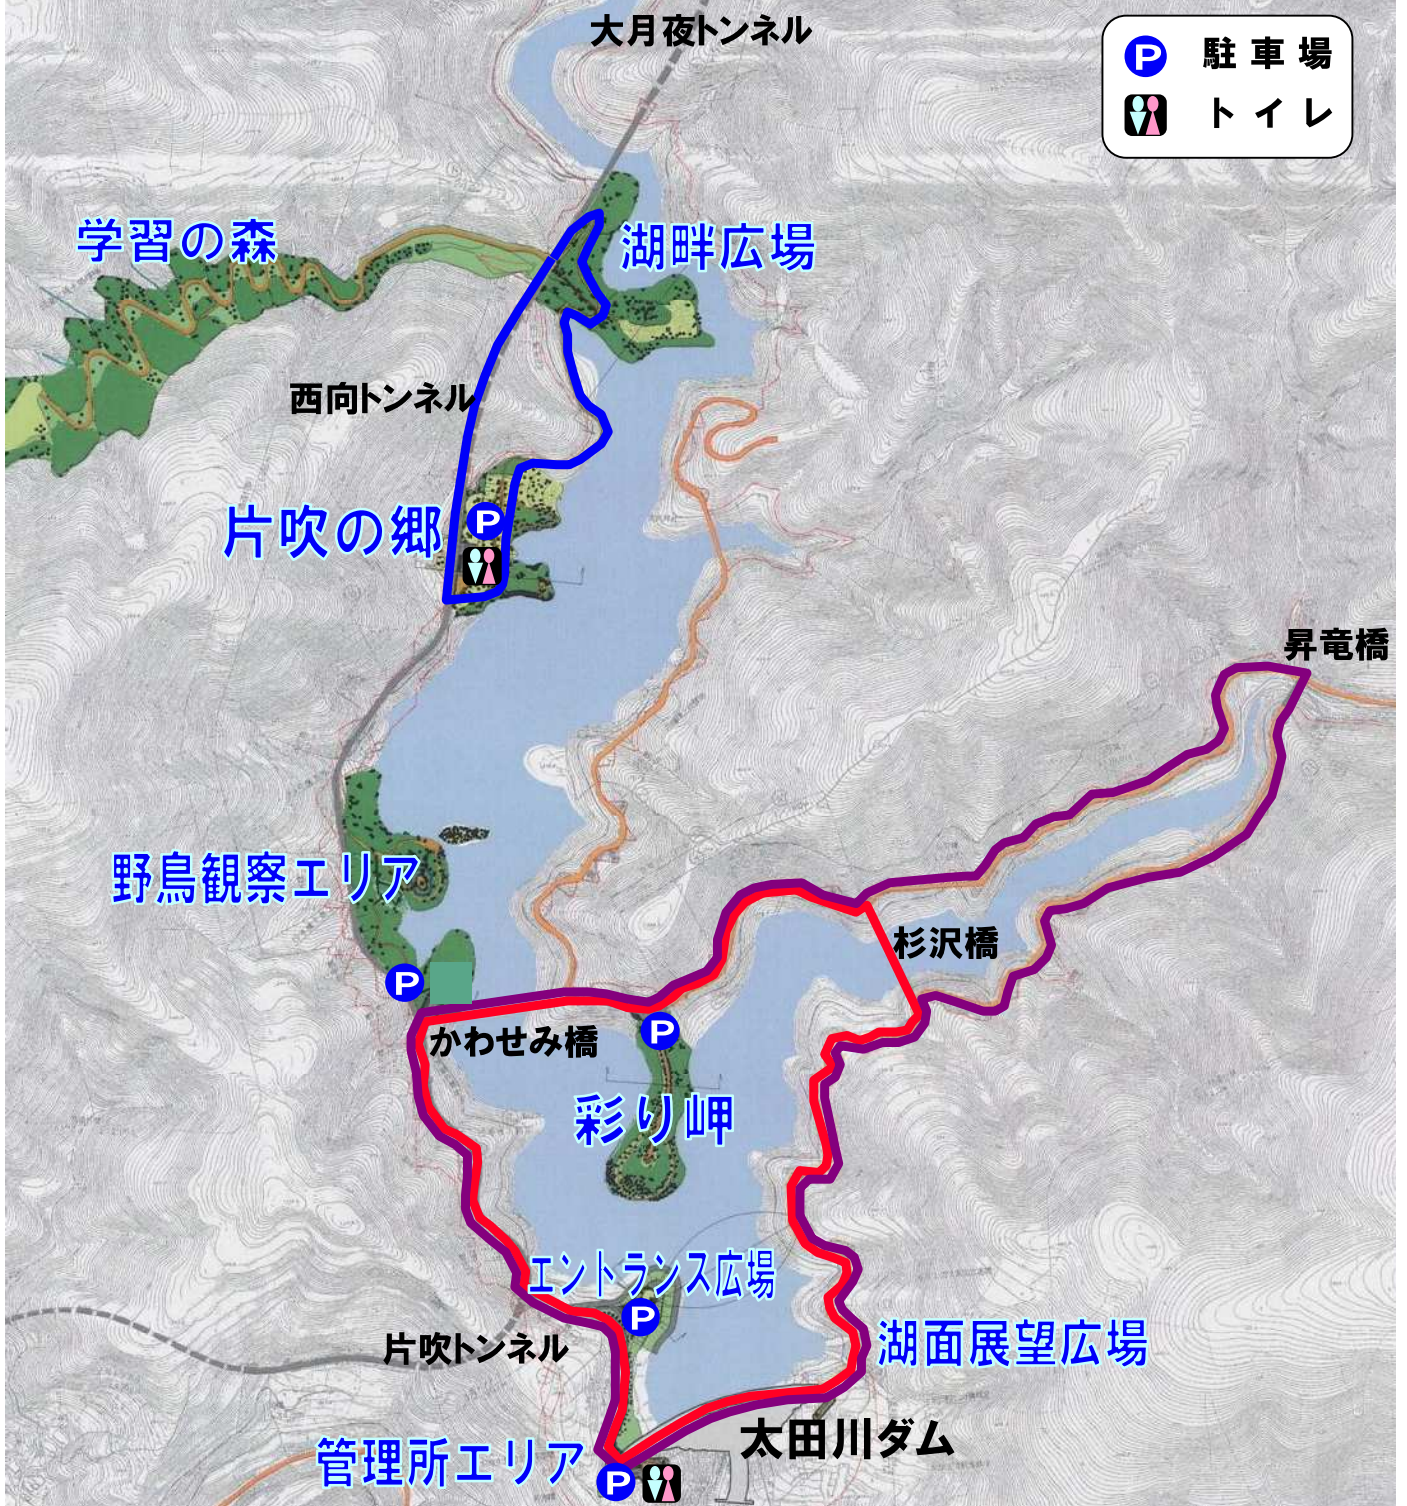 大月夜トンネル
P 駐車場
トイレ
学習の森
湖畔広場
西向トンネル
片吹の郷
P
昇竜橋
野鳥観察エリア
杉沢橋
P
かわせみ橋
P
彩り岬
エントランス広場
P
片吹トンネル
湖面展望広場
太田川ダム
管理所エリア
P